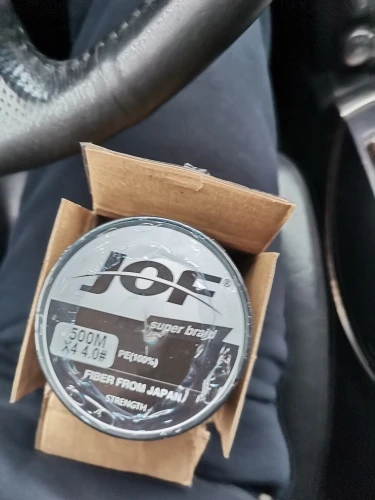 JOF®
super braid
500M
X4 4.0#
PE(100%)
FIBER FROM JAPAN
STRENGTH